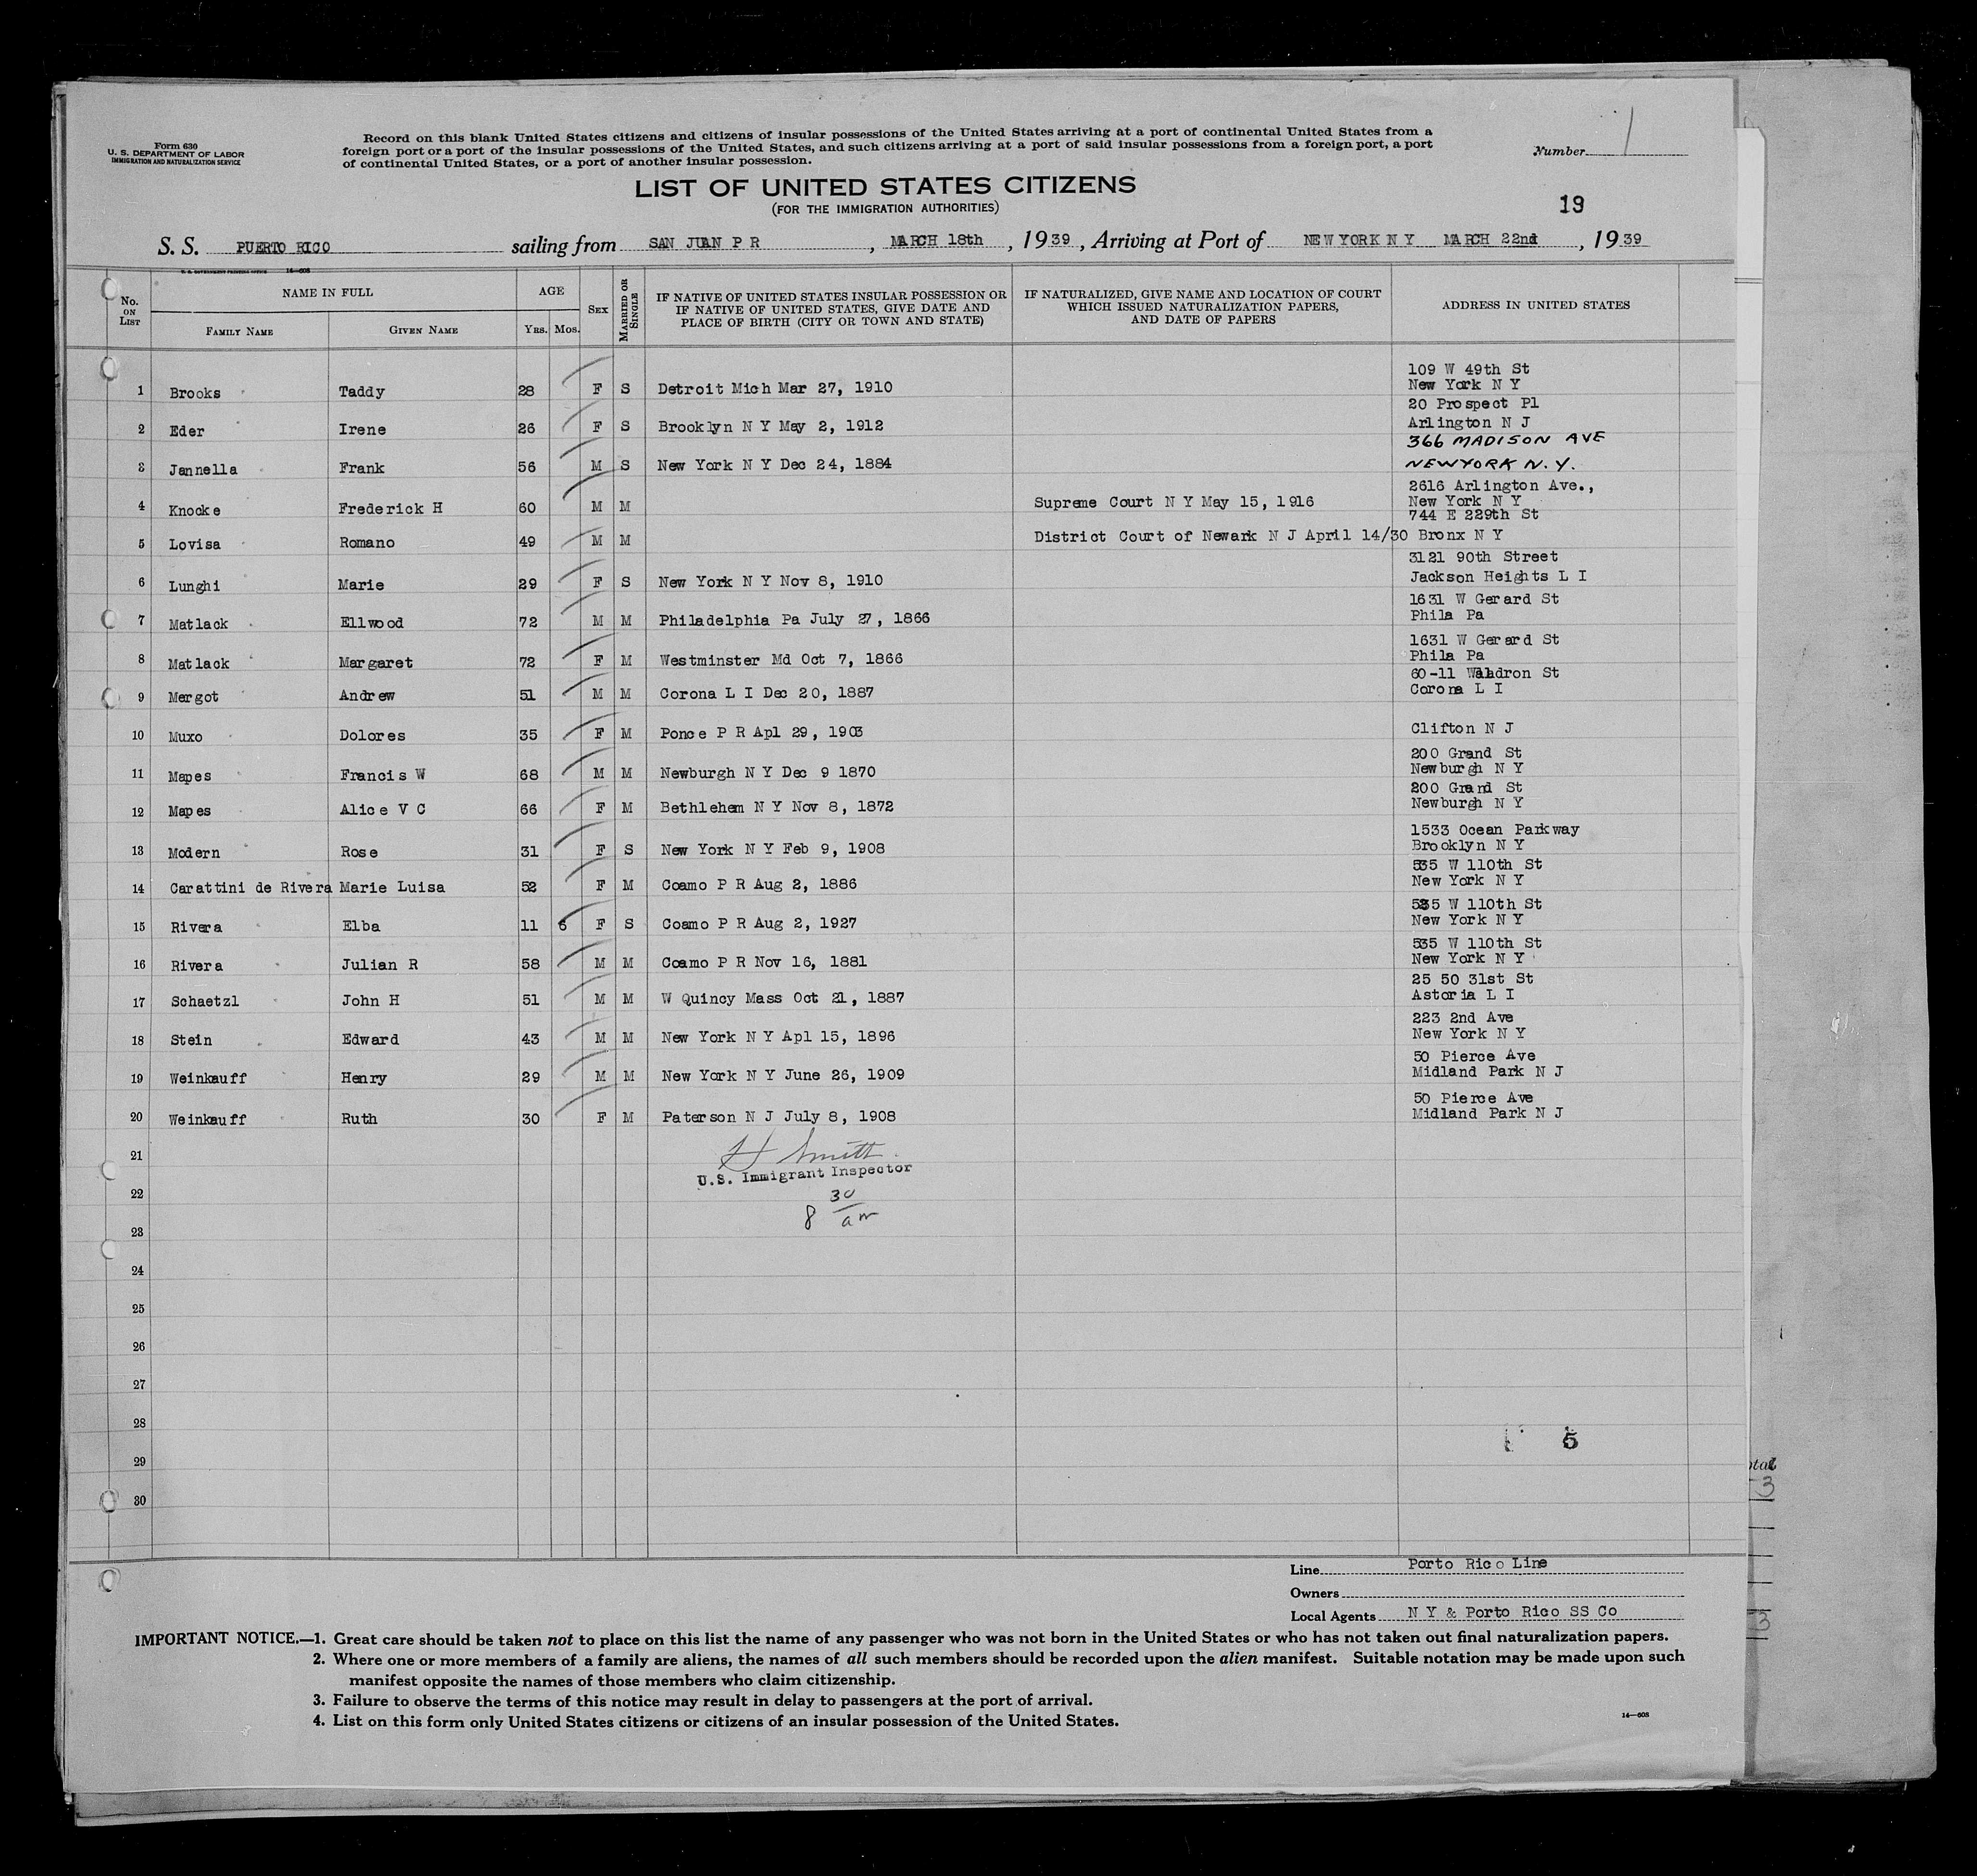 Form 630
U. S. DEPARTMENT OF LABOR
IMMIGRATION AND NATURALIZATION SERVICE
Record on this blank United States citizens and citizens of insular possessions of the United States arriving at a port of continental United States from a
foreign port or a port of the insular possessions of the United States, and such citizens arriving at a port of said insular possessions from a foreign port, a port
of continental United States, or a port of another insular possession.
Number 1
LIST OF UNITED STATES CITIZENS
(FOR THE IMMIGRATION AUTHORITIES)
19
S. S. PUERTO RICO sailing from SAN JUAN P R, MARCH 18th, 1939, Arriving at Port of NEW YORK N Y MARCH 22nd, 1939
U. S. GOVERNMENT PRINTING OFFICE 14—608
No. ON LIST
NAME IN FULL
FAMILY NAME GIVEN NAME
AGE
YRS. MOS.
SEX
MARRIED OR SINGLE
IF NATIVE OF UNITED STATES INSULAR POSSESSION OR
IF NATIVE OF UNITED STATES, GIVE DATE AND
PLACE OF BIRTH (CITY OR TOWN AND STATE)
IF NATURALIZED, GIVE NAME AND LOCATION OF COURT
WHICH ISSUED NATURALIZATION PAPERS,
AND DATE OF PAPERS
ADDRESS IN UNITED STATES
109 W 49th St
1 Brooks Taddy 28 F S Detroit Mich Mar 27, 1910 New York N Y
20 Prospect Pl
2 Eder Irene 26 F S Brooklyn N Y May 2, 1912 Arlington N J
366 MADISON AVE
3 Jannella Frank 56 M S New York N Y Dec 24, 1884 NEWYORK N.Y.
2616 Arlington Ave.,
4 Knocke Frederick H 60 M M Supreme Court N Y May 15, 1916 New York N Y
744 E 229th St
5 Lovisa Romano 49 M M District Court of Newark N J April 14/30 Bronx N Y
3121 90th Street
6 Lunghi Marie 29 F S New York N Y Nov 8, 1910 Jackson Heights L I
1631 W Gerard St
7 Matlack Ellwood 72 M M Philadelphia Pa July 27, 1866 Phila Pa
1631 W Gerard St
8 Matlack Margaret 72 F M Westminster Md Oct 7, 1866 Phila Pa
60-11 Waldron St
9 Mergot Andrew 51 M M Corona L I Dec 20, 1887 Corona L I
10 Muxo Dolores 35 F M Ponce P R Apl 29, 1903 Clifton N J
200 Grand St
11 Mapes Francis W 68 M M Newburgh N Y Dec 9 1870 Newburgh N Y
200 Grand St
12 Mapes Alice V C 66 F M Bethlehem N Y Nov 8, 1872 Newburgh N Y
1533 Ocean Parkway
13 Modern Rose 31 F S New York N Y Feb 9, 1908 Brooklyn N Y
535 W 110th St
14 Carattini de Rivera Marie Luisa 52 F M Coamo P R Aug 2, 1886 New York N Y
535 W 110th St
15 Rivera Elba 11 6 F S Coamo P R Aug 2, 1927 New York N Y
535 W 110th St
16 Rivera Julian R 58 M M Coamo P R Nov 16, 1881 New York N Y
25 50 31st St
17 Schaetzl John H 51 M M W Quincy Mass Oct 21, 1887 Astoria L I
223 2nd Ave
18 Stein Edward 43 M M New York N Y Apl 15, 1896 New York N Y
50 Pierce Ave
19 Weinkauff Henry 29 M M New York N Y June 26, 1909 Midland Park N J
50 Pierce Ave
20 Weinkauff Ruth 30 F M Paterson N J July 8, 1908 Midland Park N J
21 H Smith
U.S. Immigrant Inspector
22
8 30 am
23
24
25
26
27
28
5
29
30
otal
3
3
Line Porto Rico Line
Owners
Local Agents N Y & Porto Rico SS Co
IMPORTANT NOTICE.—1. Great care should be taken not to place on this list the name of any passenger who was not born in the United States or who has not taken out final naturalization papers.
2. Where one or more members of a family are aliens, the names of all such members should be recorded upon the alien manifest. Suitable notation may be made upon such
manifest opposite the names of those members who claim citizenship.
3. Failure to observe the terms of this notice may result in delay to passengers at the port of arrival.
4. List on this form only United States citizens or citizens of an insular possession of the United States.
14—608